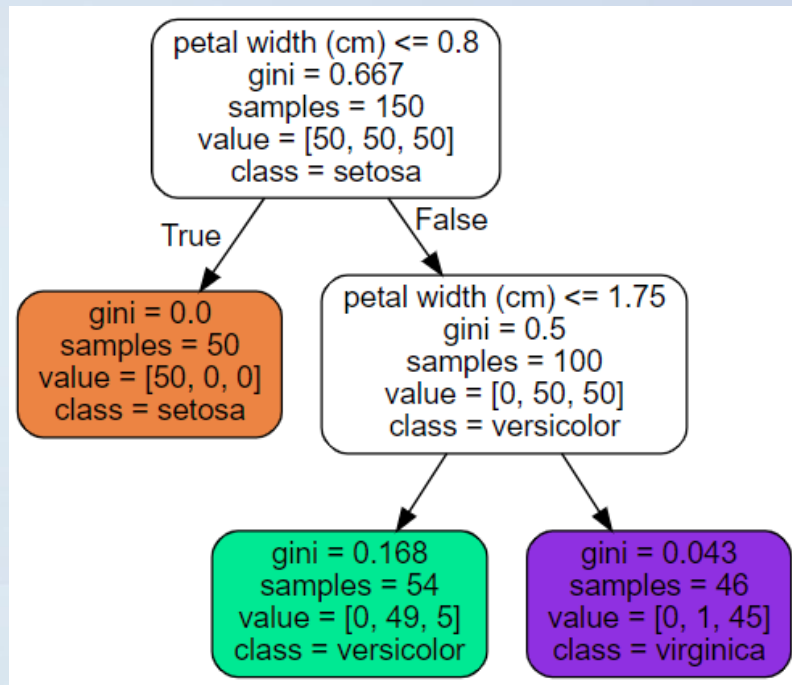 petal width (cm) <= 0.8
gini = 0.667
samples = 150
value = [50, 50, 50]
class = setosa
True
False
gini = 0.0
samples = 50
value = [50, 0, 0]
class = setosa
petal width (cm) <= 1.75
gini = 0.5
samples = 100
value = [0, 50, 50]
class = versicolor
gini = 0.168
samples = 54
value = [0, 49, 5]
class = versicolor
gini = 0.043
samples = 46
value = [0, 1, 45]
class = virginica